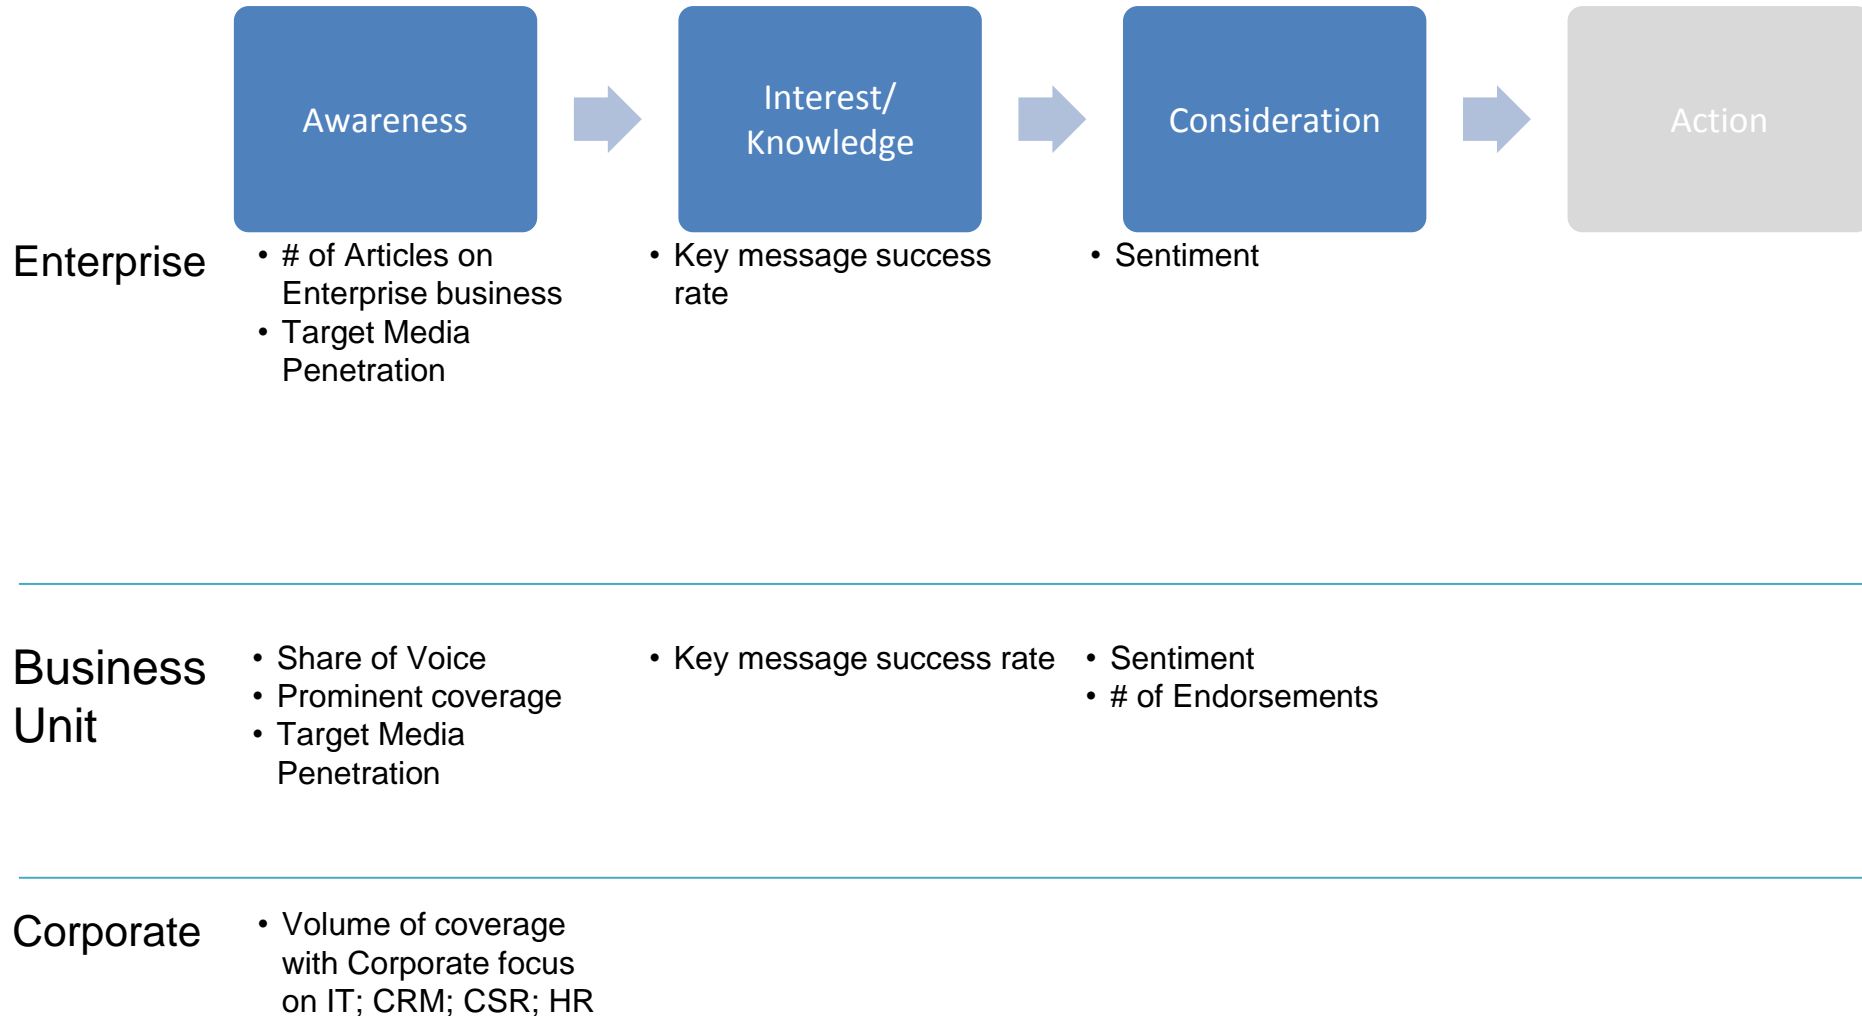 Awareness
Interest/
Knowledge
Consideration
Action
Enterprise
• # of Articles on
Enterprise business
• Target Media
Penetration
• Key message success
rate
• Sentiment
Business
Unit
• Share of Voice
• Prominent coverage
• Target Media
Penetration
• Key message success rate
• Sentiment
• # of Endorsements
Corporate
• Volume of coverage
with Corporate focus
on IT; CRM; CSR; HR